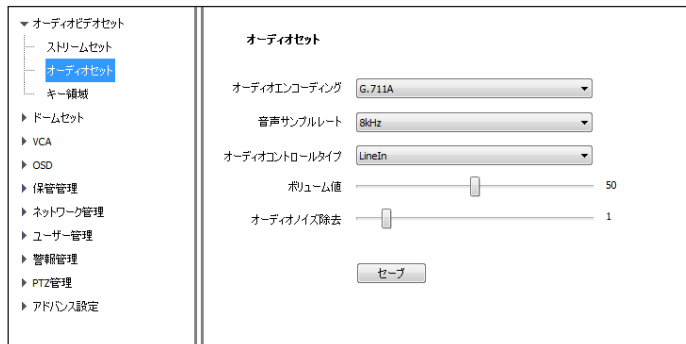 オーディオビデオセット
ストリームセット
オーディオセット
キー領域
ドームセット
VCA
OSD
保管管理
ネットワーク管理
ユーザー管理
警報管理
PTZ管理
アドバンス設定
オーディオセット
オーディオエンコーディング G.711A
音声サンプルレート 8kHz
オーディオコントロールタイプ LineIn
ボリューム値 50
オーディオノイズ除去 1
セーブ